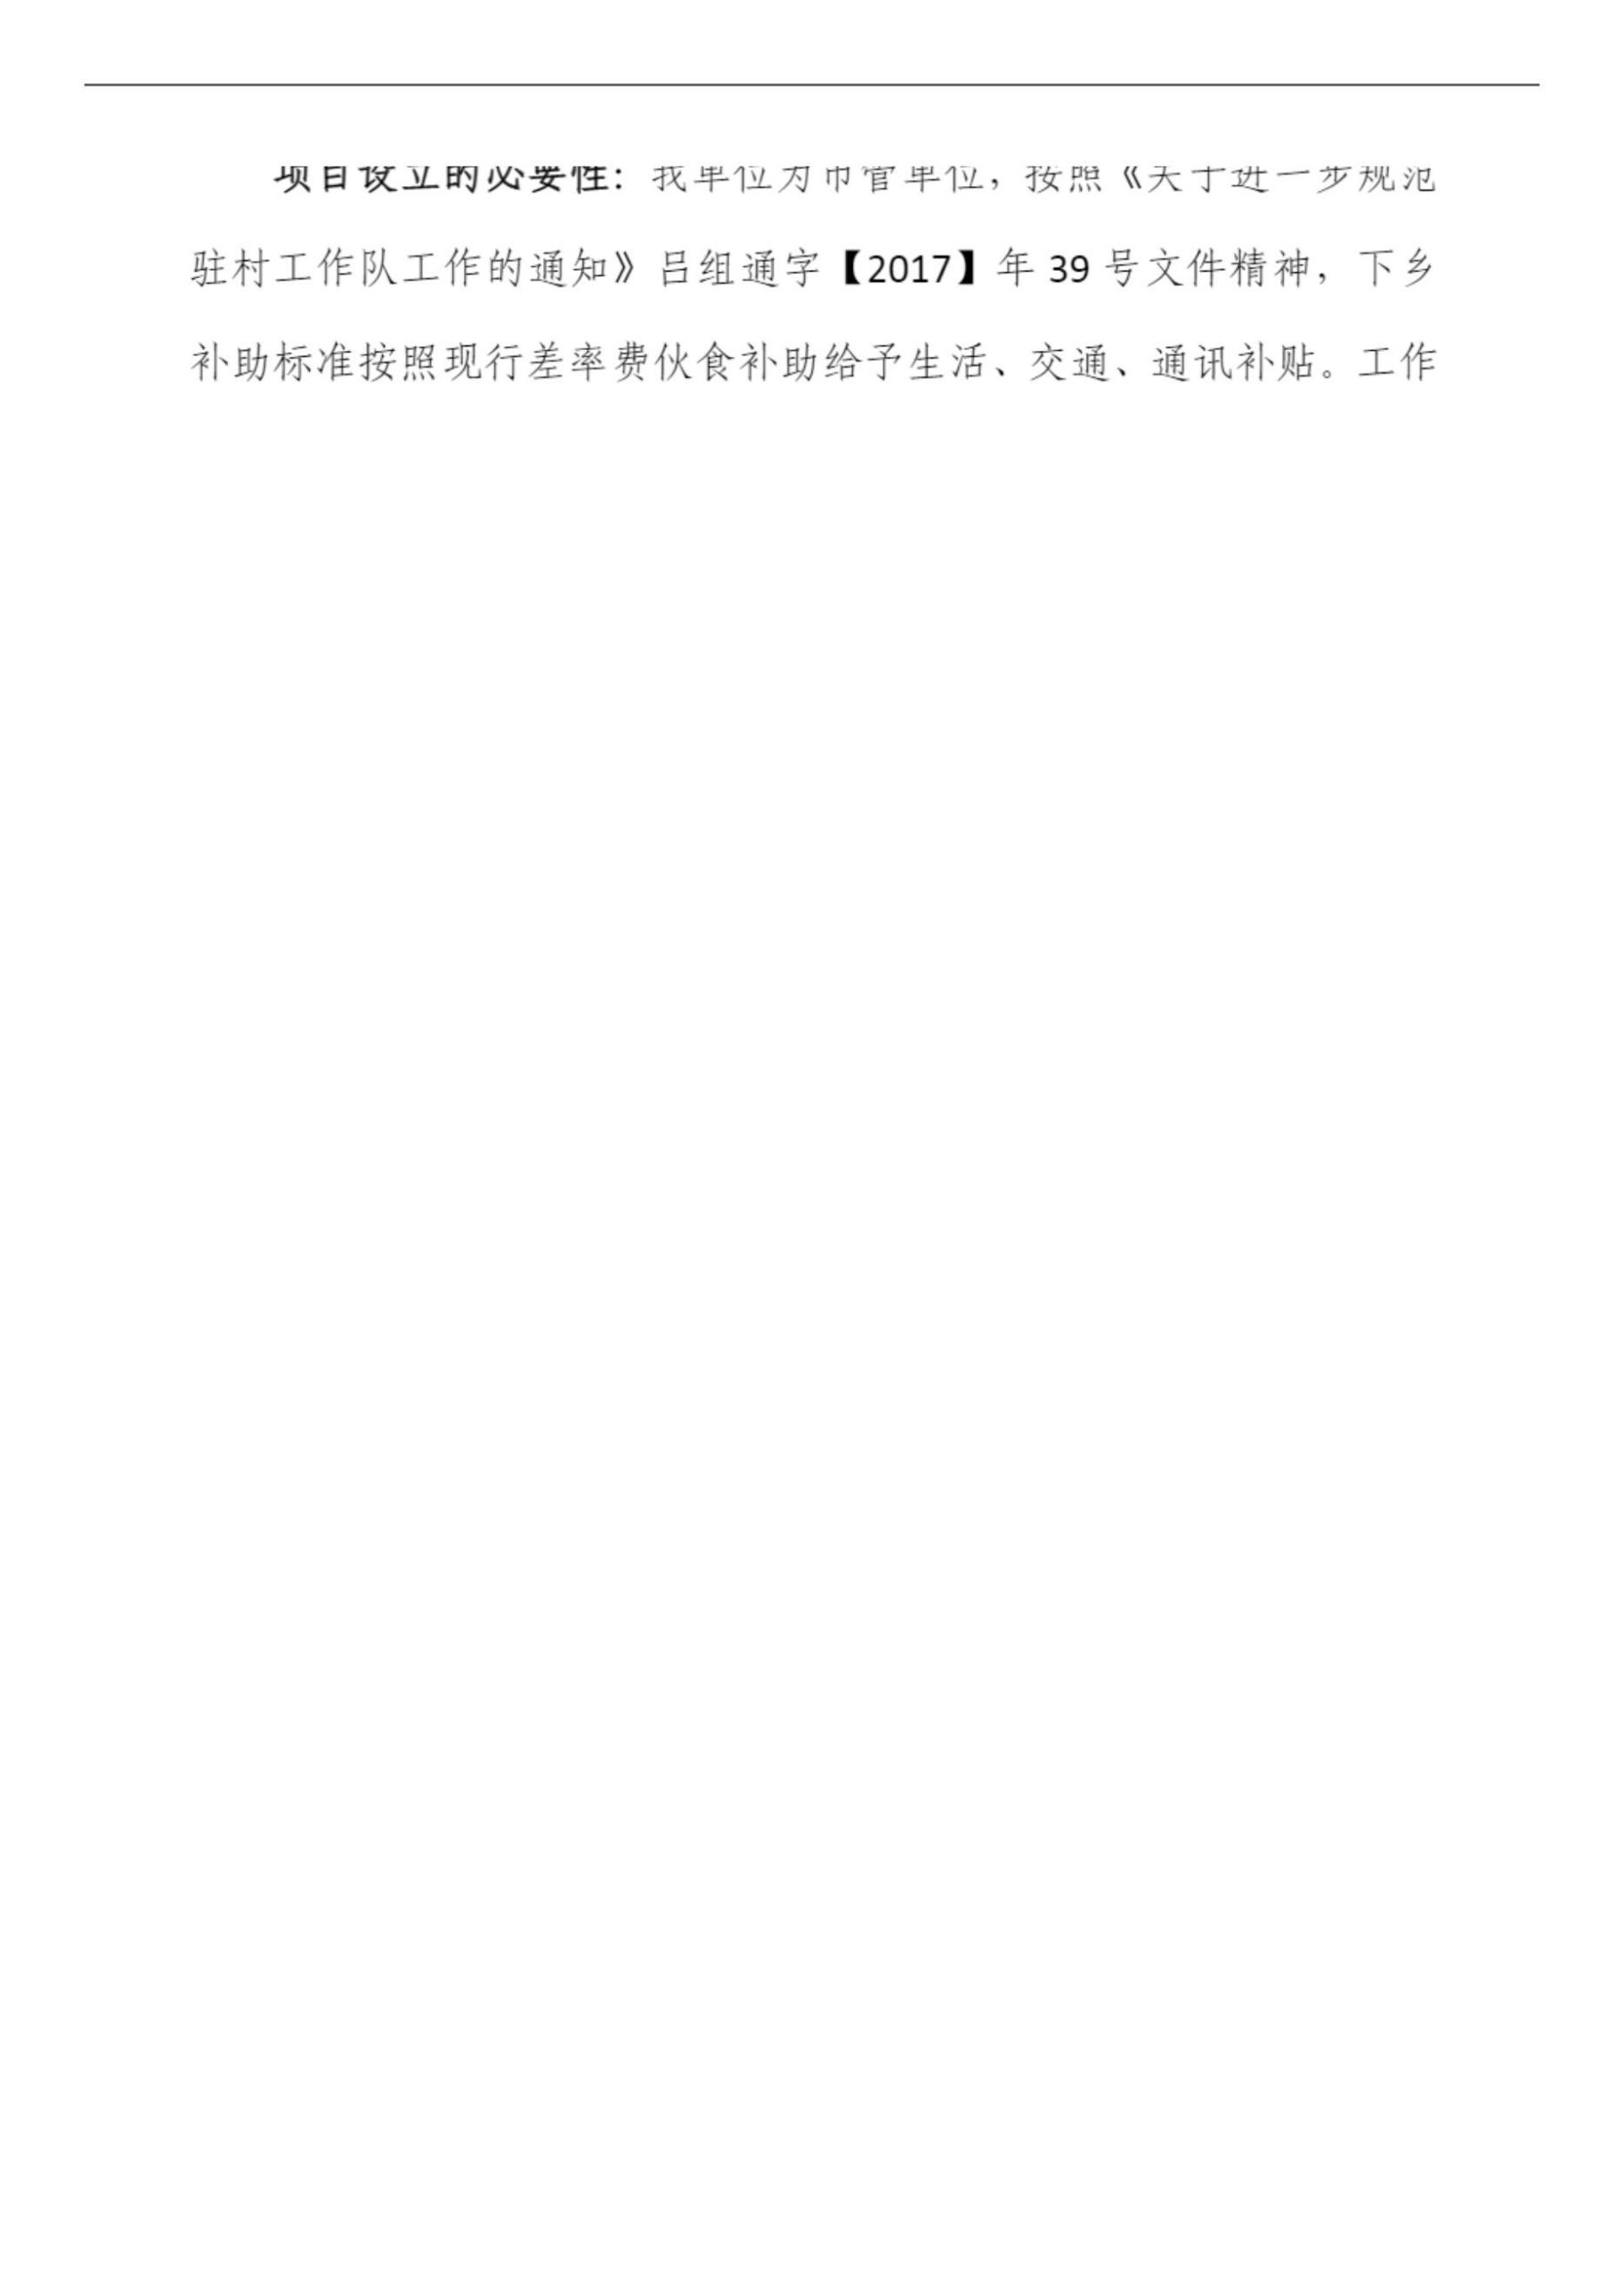 项目设立的必要性：我单位为市管单位，按照《关于进一步规范
驻村工作队工作的通知》吕组通字【2017】年 39 号文件精神，下乡
补助标准按照现行差率费伙食补助给予生活、交通、通讯补贴。工作